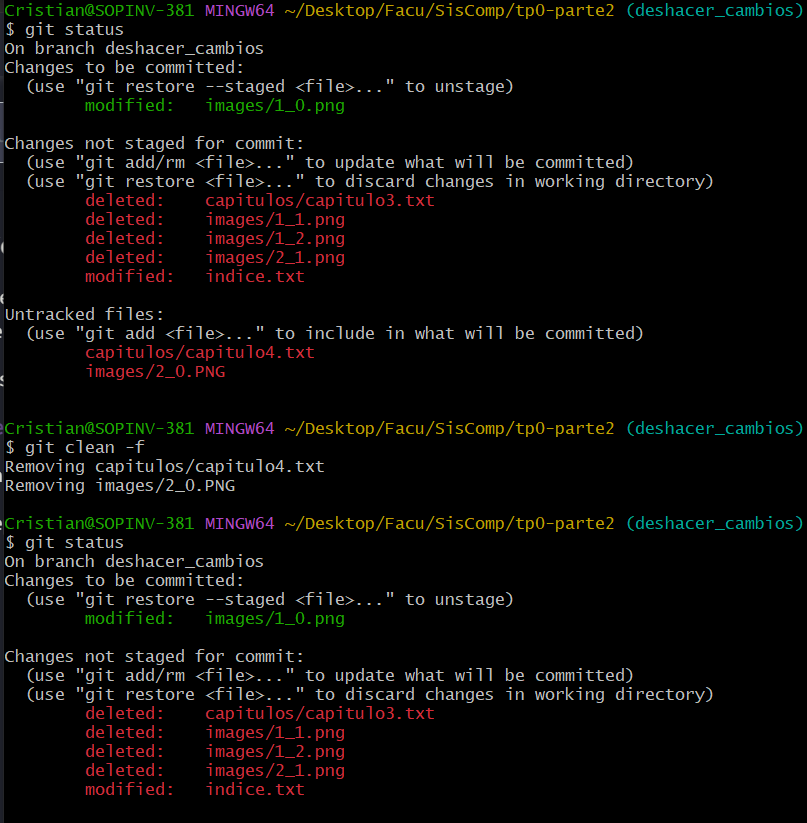 Cristian@SOPINV-381 MINGW64 ~/Desktop/Facu/SisComp/tp0-parte2 (deshacer_cambios)
$ git status
On branch deshacer_cambios
Changes to be committed:
  (use "git restore --staged <file>..." to unstage)
        modified:   images/1_0.png

Changes not staged for commit:
  (use "git add/rm <file>..." to update what will be committed)
  (use "git restore <file>..." to discard changes in working directory)
        deleted:    capitulos/capitulo3.txt
        deleted:    images/1_1.png
        deleted:    images/1_2.png
        deleted:    images/2_1.png
        modified:   indice.txt

Untracked files:
  (use "git add <file>..." to include in what will be committed)
        capitulos/capitulo4.txt
        images/2_0.PNG

Cristian@SOPINV-381 MINGW64 ~/Desktop/Facu/SisComp/tp0-parte2 (deshacer_cambios)
$ git clean -f
Removing capitulos/capitulo4.txt
Removing images/2_0.PNG

Cristian@SOPINV-381 MINGW64 ~/Desktop/Facu/SisComp/tp0-parte2 (deshacer_cambios)
$ git status
On branch deshacer_cambios
Changes to be committed:
  (use "git restore --staged <file>..." to unstage)
        modified:   images/1_0.png

Changes not staged for commit:
  (use "git add/rm <file>..." to update what will be committed)
  (use "git restore <file>..." to discard changes in working directory)
        deleted:    capitulos/capitulo3.txt
        deleted:    images/1_1.png
        deleted:    images/1_2.png
        deleted:    images/2_1.png
        modified:   indice.txt